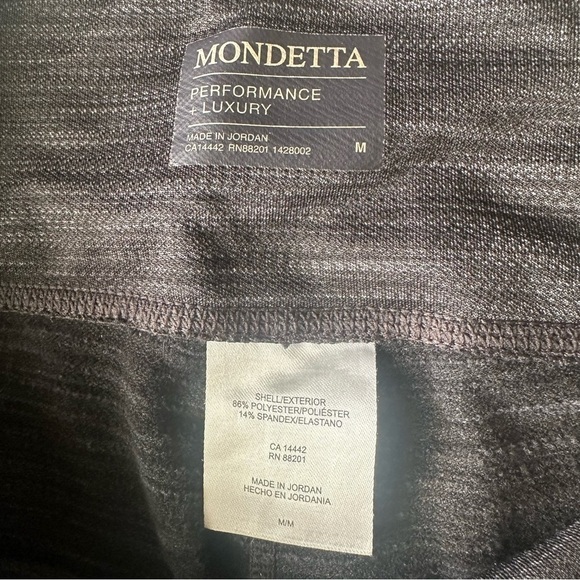 MONDETTA
PERFORMANCE
+ LUXURY
MADE IN JORDAN
CA14442 RN88201 1428002 M
SHELL/EXTERIOR
86% POLYESTER/POLIÉSTER
14% SPANDEX/ELASTANO
CA 14442
RN 88201
MADE IN JORDAN
HECHO EN JORDANIA
M/M